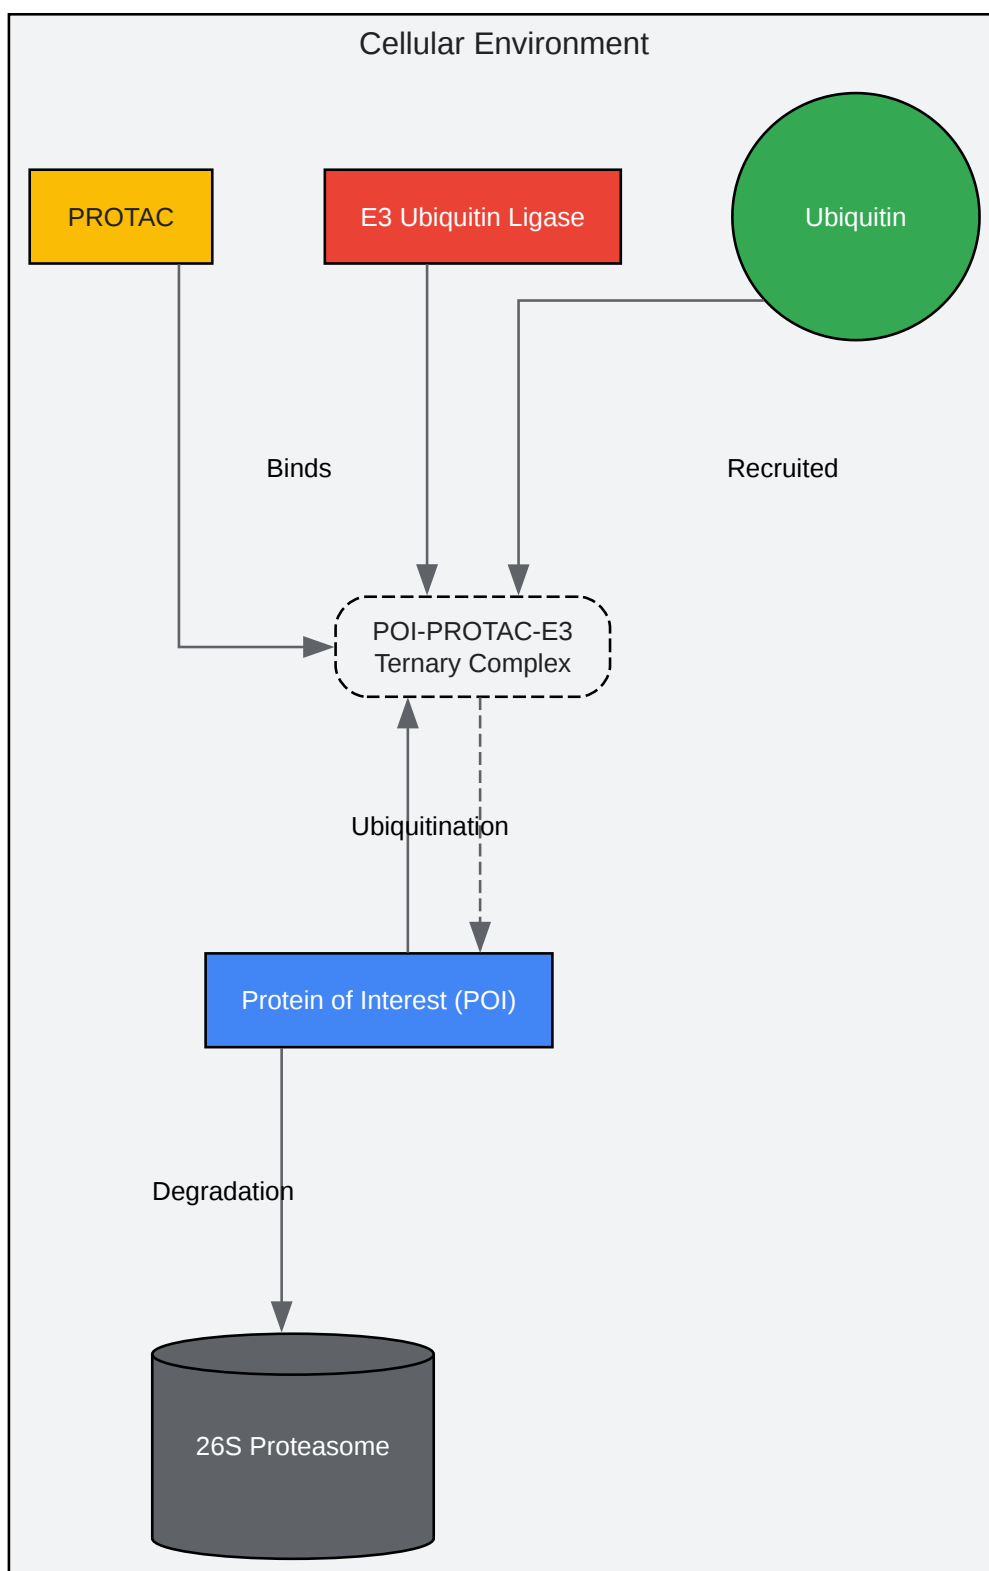 Cellular Environment
PROTAC
E3 Ubiquitin Ligase
Ubiquitin
Binds
Recruited
POI-PROTAC-E3
Ternary Complex
Ubiquitination
Protein of Interest (POI)
Degradation
26S Proteasome